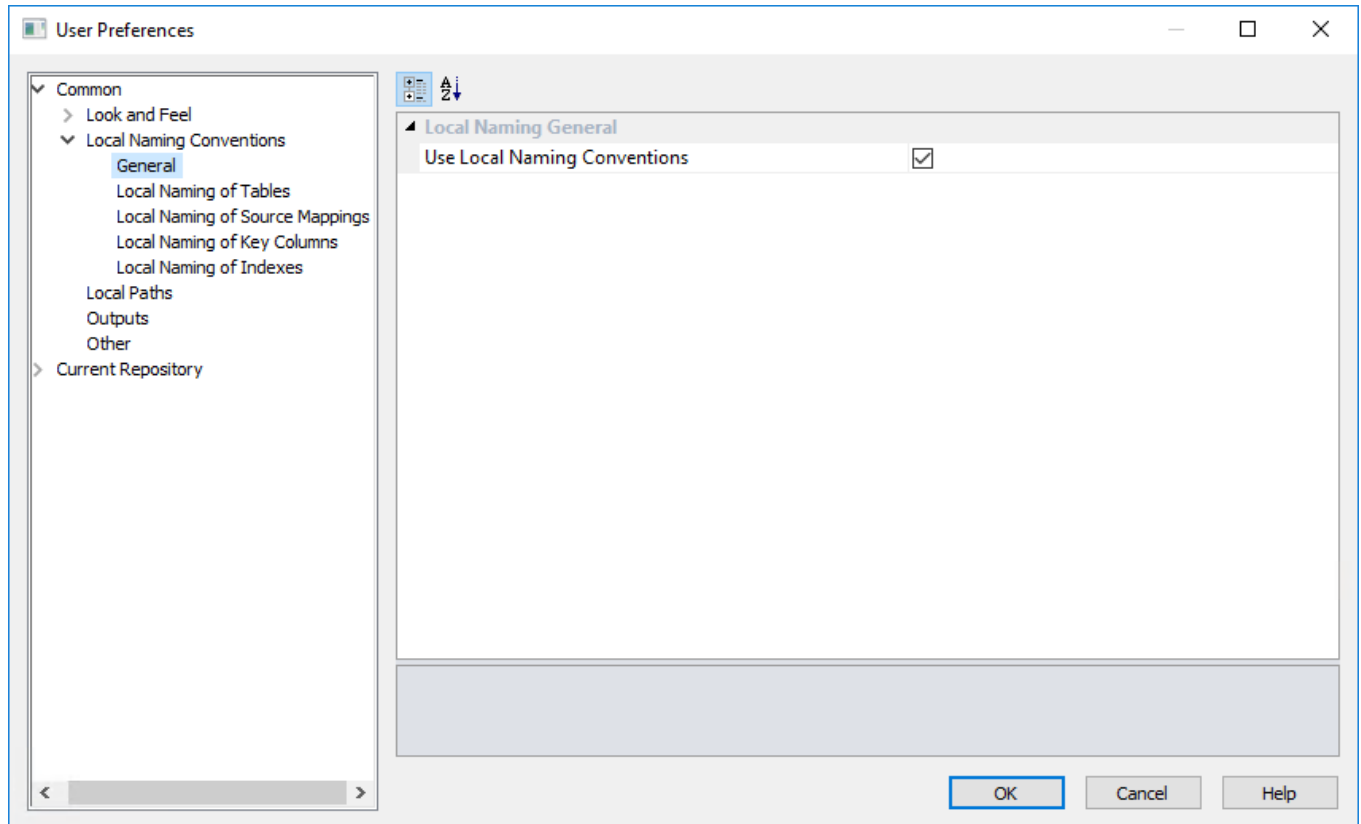 User Preferences
Common
Look and Feel
Local Naming Conventions
General
Local Naming of Tables
Local Naming of Source Mappings
Local Naming of Key Columns
Local Naming of Indexes
Local Paths
Outputs
Other
Current Repository
A
Z
Local Naming General
Use Local Naming Conventions
OK
Cancel
Help